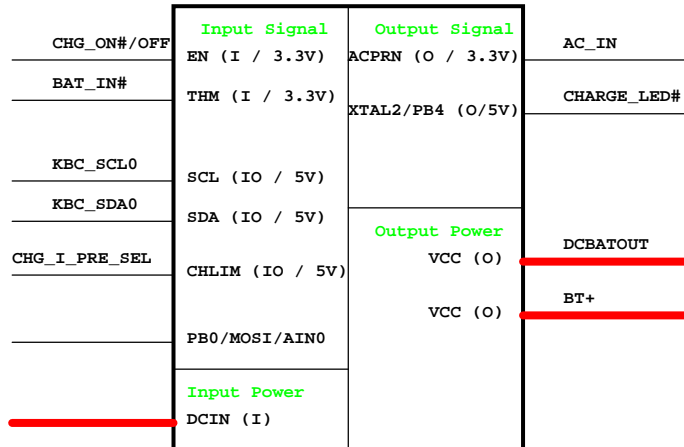 CHG_ON#/OFF
BAT_IN#
KBC_SCL0
KBC_SDA0
CHG_I_PRE_SEL
Input Signal
EN (I / 3.3V)
THM (I / 3.3V)
SCL (IO / 5V)
SDA (IO / 5V)
CHLIM (IO / 5V)
PB0/MOSI/AIN0
Input Power
DCIN (I)
Output Signal
ACPRN (O / 3.3V)
XTAL2/PB4 (O/5V)
Output Power
VCC (O)
VCC (O)
AC_IN
CHARGE_LED#
DCBATOUT
BT+